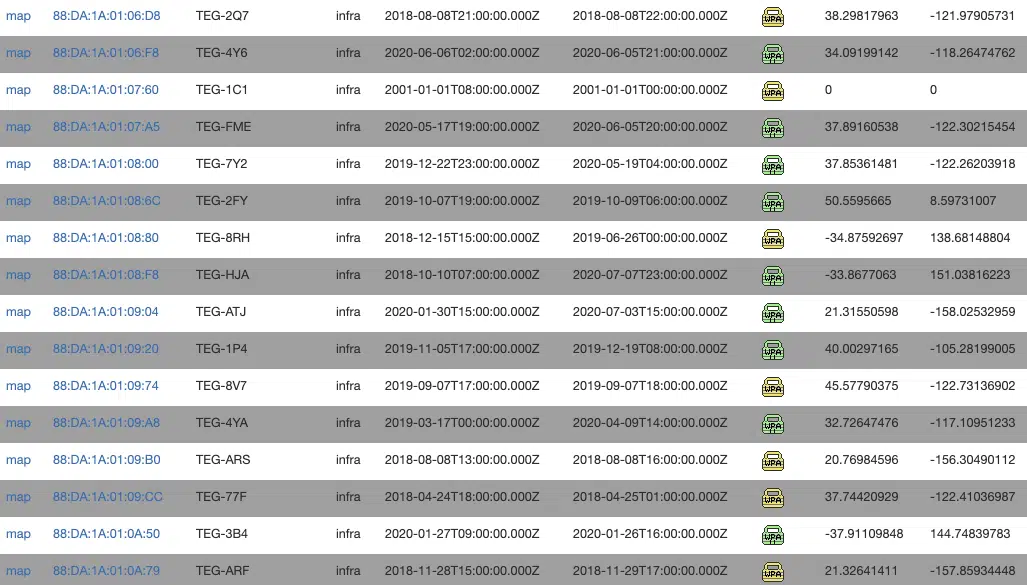 map 88:DA:1A:01:06:D8 TEG-2Q7 infra 2018-08-08T21:00:00.000Z 2018-08-08T22:00:00.000Z WPA 38.29817963 -121.97905731
map 88:DA:1A:01:06:F8 TEG-4Y6 infra 2020-06-06T02:00:00.000Z 2020-06-05T21:00:00.000Z WPA 34.09199142 -118.26474762
map 88:DA:1A:01:07:60 TEG-1C1 infra 2001-01-01T08:00:00.000Z 2001-01-01T00:00:00.000Z WPA 0 0
map 88:DA:1A:01:07:A5 TEG-FME infra 2020-05-17T19:00:00.000Z 2020-06-05T20:00:00.000Z WPA 37.89160538 -122.30215454
map 88:DA:1A:01:08:00 TEG-7Y2 infra 2019-12-22T23:00:00.000Z 2020-05-19T04:00:00.000Z WPA 37.85361481 -122.26203918
map 88:DA:1A:01:08:6C TEG-2FY infra 2019-10-07T19:00:00.000Z 2019-10-09T06:00:00.000Z WPA 50.5595665 8.59731007
map 88:DA:1A:01:08:80 TEG-8RH infra 2018-12-15T15:00:00.000Z 2019-06-26T00:00:00.000Z WPA -34.87592697 138.68148804
map 88:DA:1A:01:08:F8 TEG-HJA infra 2018-10-10T07:00:00.000Z 2020-07-07T23:00:00.000Z WPA -33.8677063 151.03816223
map 88:DA:1A:01:09:04 TEG-ATJ infra 2020-01-30T15:00:00.000Z 2020-07-03T15:00:00.000Z WPA 21.31550598 -158.02532959
map 88:DA:1A:01:09:20 TEG-1P4 infra 2019-11-05T17:00:00.000Z 2019-12-19T08:00:00.000Z WPA 40.00297165 -105.28199005
map 88:DA:1A:01:09:74 TEG-8V7 infra 2019-09-07T17:00:00.000Z 2019-09-07T18:00:00.000Z WPA 45.57790375 -122.73136902
map 88:DA:1A:01:09:A8 TEG-4YA infra 2019-03-17T00:00:00.000Z 2020-04-09T14:00:00.000Z WPA 32.72647476 -117.10951233
map 88:DA:1A:01:09:B0 TEG-ARS infra 2018-08-08T13:00:00.000Z 2018-08-08T16:00:00.000Z WPA 20.76984596 -156.30490112
map 88:DA:1A:01:09:CC TEG-77F infra 2018-04-24T18:00:00.000Z 2018-04-25T01:00:00.000Z WPA 37.74420929 -122.41036987
map 88:DA:1A:01:0A:50 TEG-3B4 infra 2020-01-27T09:00:00.000Z 2020-01-26T16:00:00.000Z WPA -37.91109848 144.74839783
map 88:DA:1A:01:0A:79 TEG-ARF infra 2018-11-28T15:00:00.000Z 2018-11-29T17:00:00.000Z WPA 21.32641411 -157.85934448